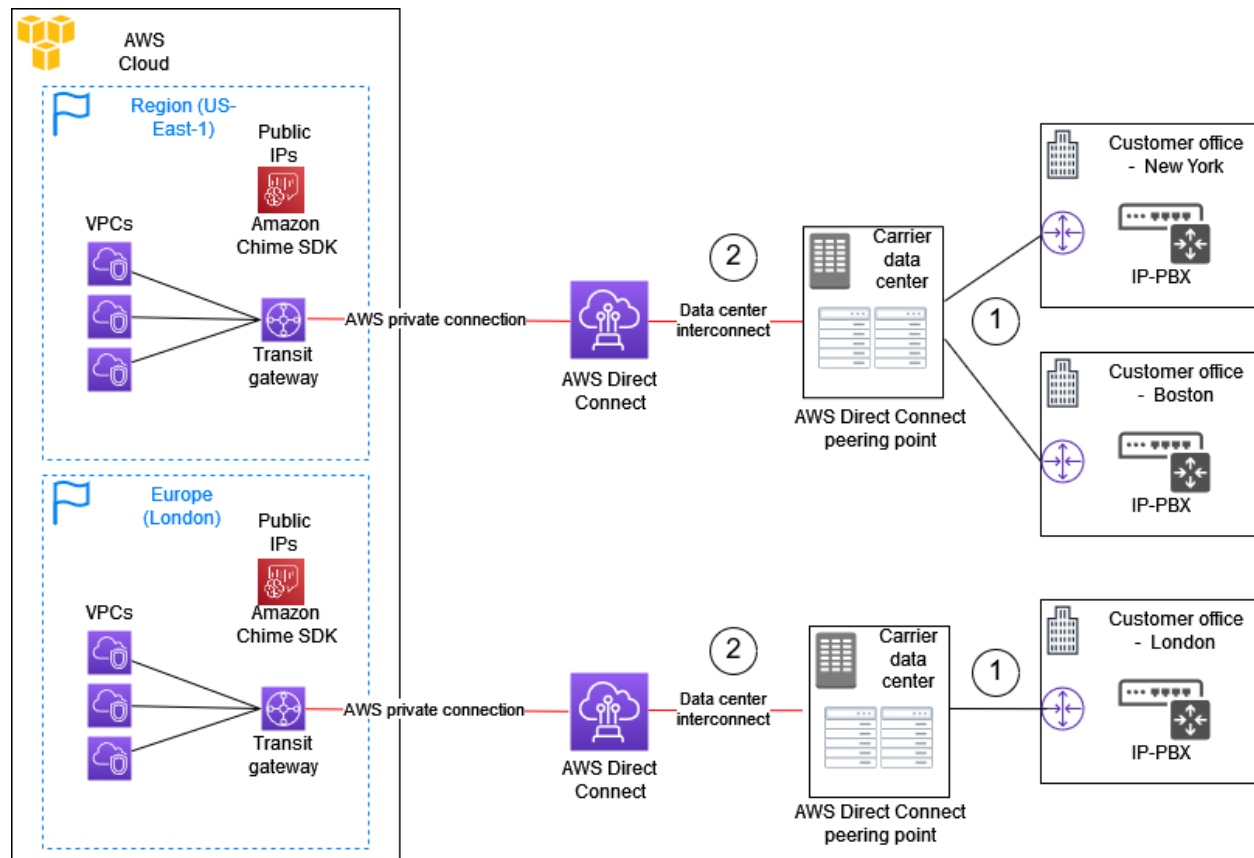 AWS
Cloud
Region (US-
East-1)
Public
IPs
Amazon
Chime SDK
VPCs
Transit
gateway
AWS private connection
AWS Direct
Connect
2
Data center
interconnect
Carrier
data
center
AWS Direct Connect
peering point
1
Customer office
- New York
IP-PBX
Customer office
- Boston
IP-PBX
Europe
(London)
Public
IPs
Amazon
Chime SDK
VPCs
Transit
gateway
AWS private connection
AWS Direct
Connect
2
Data center
interconnect
Carrier
data
center
AWS Direct Connect
peering point
1
Customer office
- London
IP-PBX